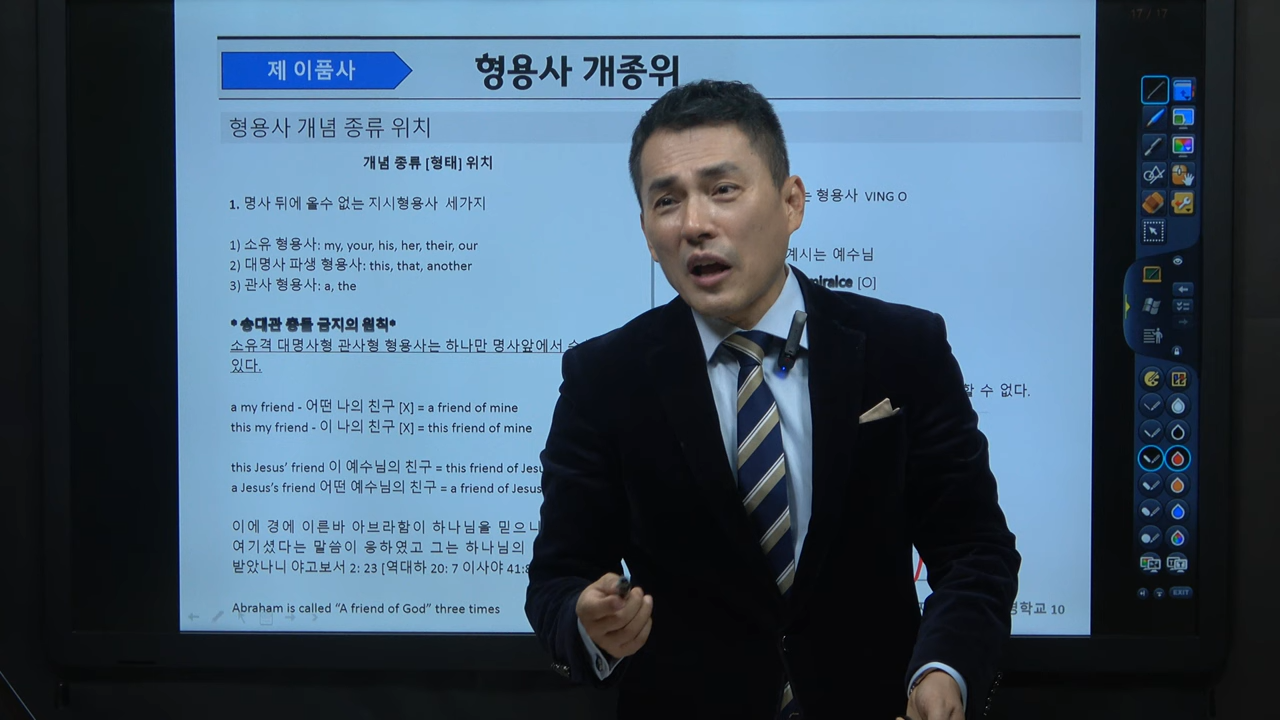 17 / 17
제 이품사
형용사 개종위
형용사 개념 종류 위치
개념 종류 [형태] 위치
1. 명사 뒤에 올수 없는 지시형용사 세가지
1) 소유 형용사: my, your, his, her, their, our
2) 대명사 파생 형용사: this, that, another
3) 관사 형용사: a, the
*송대관 충돌 금지의 원칙*
소유격 대명사형 관사형 형용사는 하나만 명사앞에서
있다.
a my friend - 어떤 나의 친구 [X] = a friend of mine
this my friend - 이 나의 친구 [X] = this friend of mine
this Jesus' friend 이 예수님의 친구 = this friend of Jesu
a Jesus's friend 어떤 예수님의 친구 = a friend of Jesus
이에 경에 이른바 아브라함이 하나님을 믿으니
여기셨다는 말씀이 응하였고 그는 하나님의
받았나니 야고보서 2: 23 [역대하 20: 7 이사야 41:8
Abraham is called “A friend of God” three times
는 형용사 VING O
계시는 예수님
miralce [O]
할 수 없다.
명학교 10
EXIT